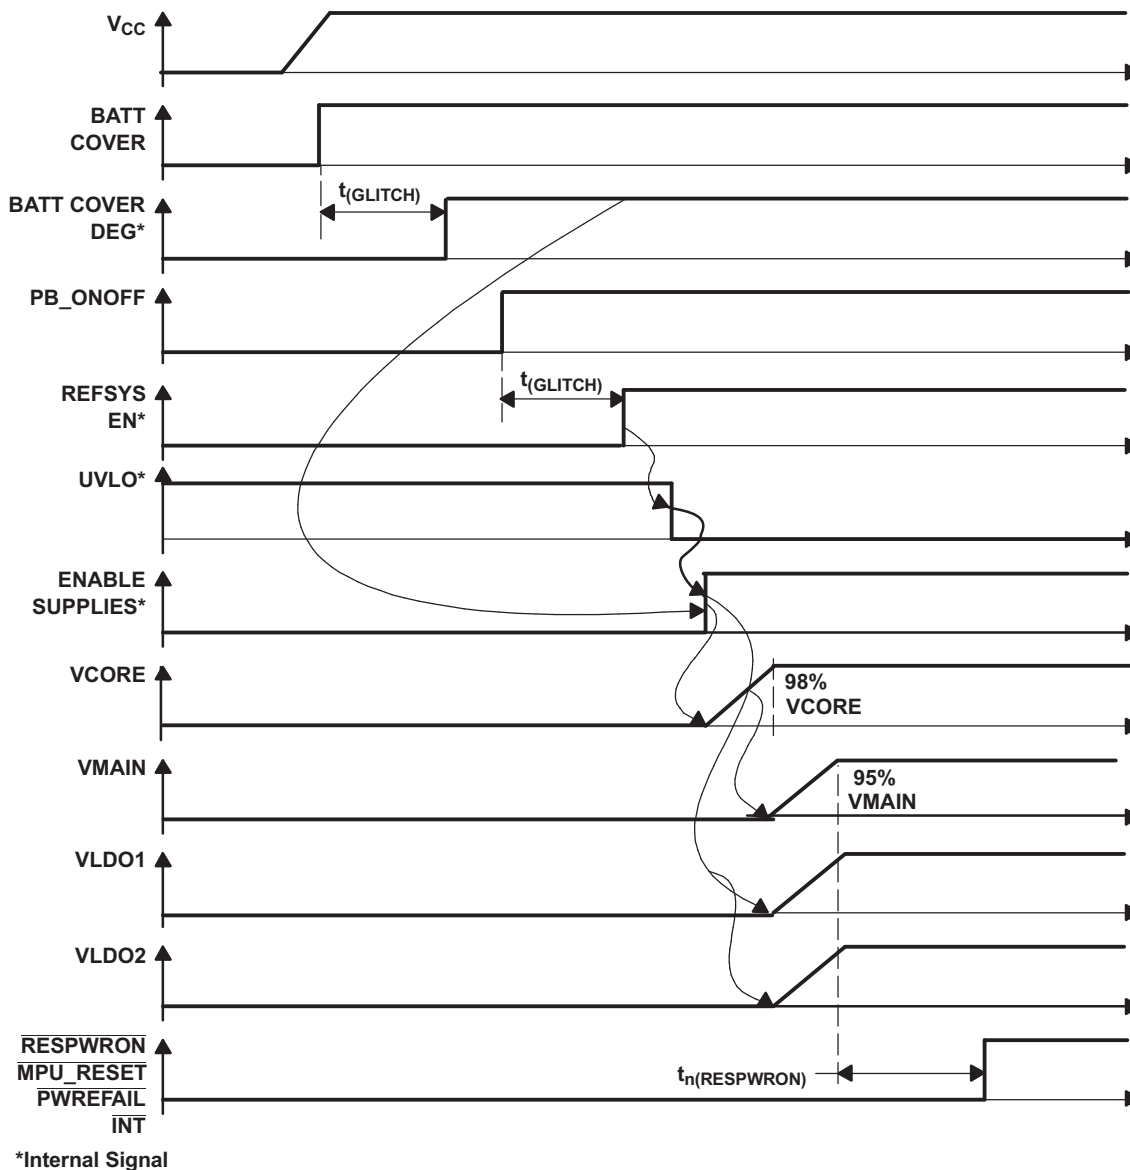 VCC
BATT
COVER
t(GLITCH)
BATT COVER
DEG*
PB_ONOFF
t(GLITCH)
REFSYS
EN*
UVLO*
ENABLE
SUPPLIES*
VCORE
98%
VCORE
VMAIN
95%
VMAIN
VLDO1
VLDO2
RESPWRON
MPU_RESET
PWREFAIL
INT
tn(RESPWRON)
*Internal Signal